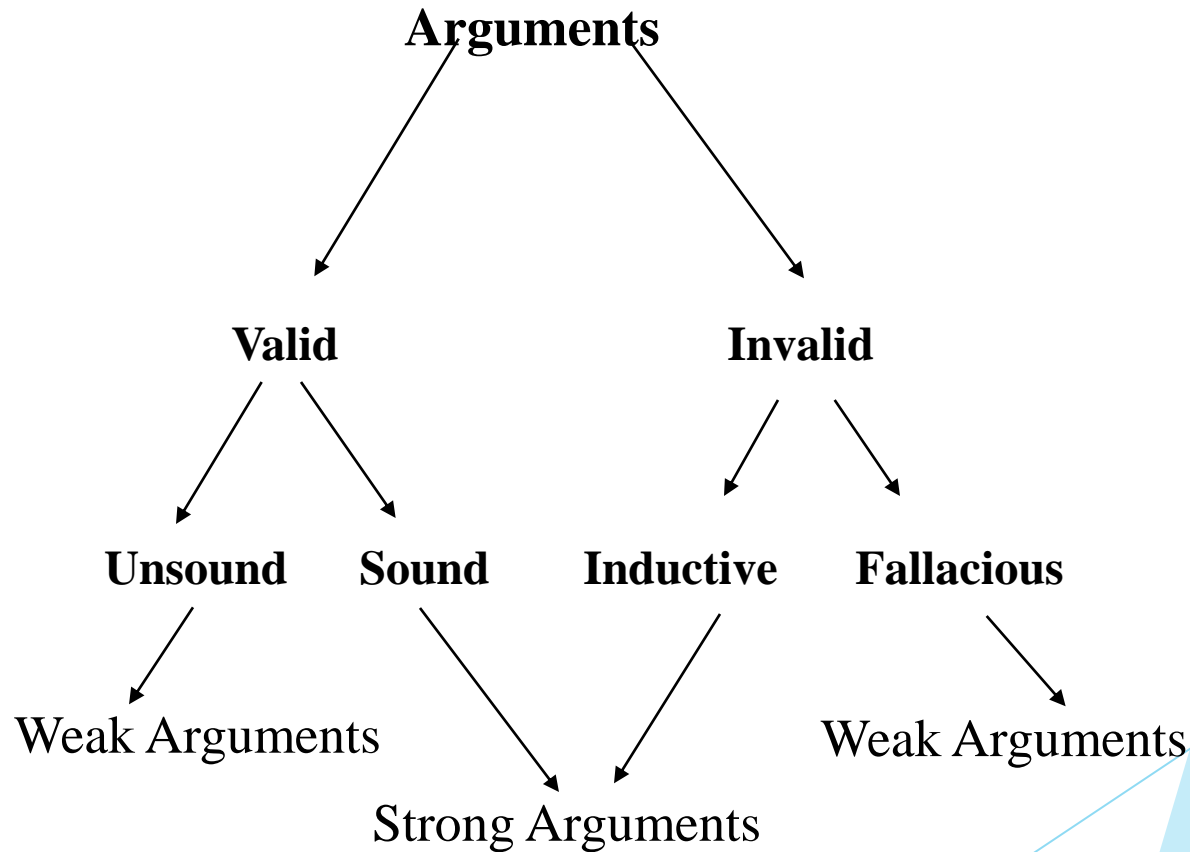 Arguments
Valid Invalid
Unsound Sound Inductive Fallacious
Weak Arguments Weak Arguments
Strong Arguments